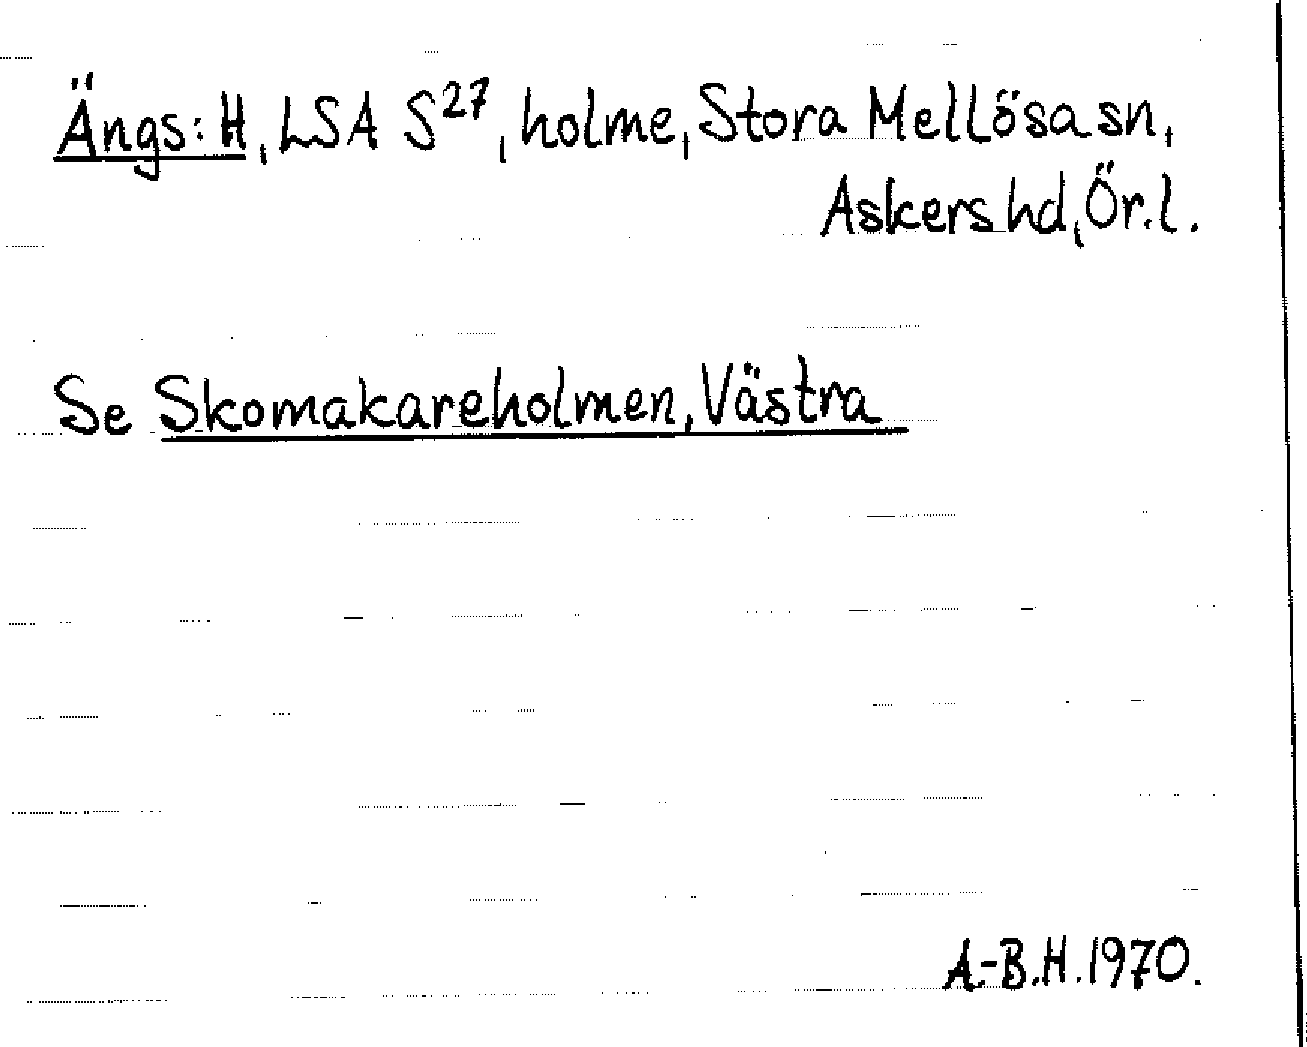 Ängs: H, LSA S²⁷, holme, Stora Mellösa sn,
Askers hd, Ör.l.
Se Skomakareholmen, Västra
A-B.H. 1970.